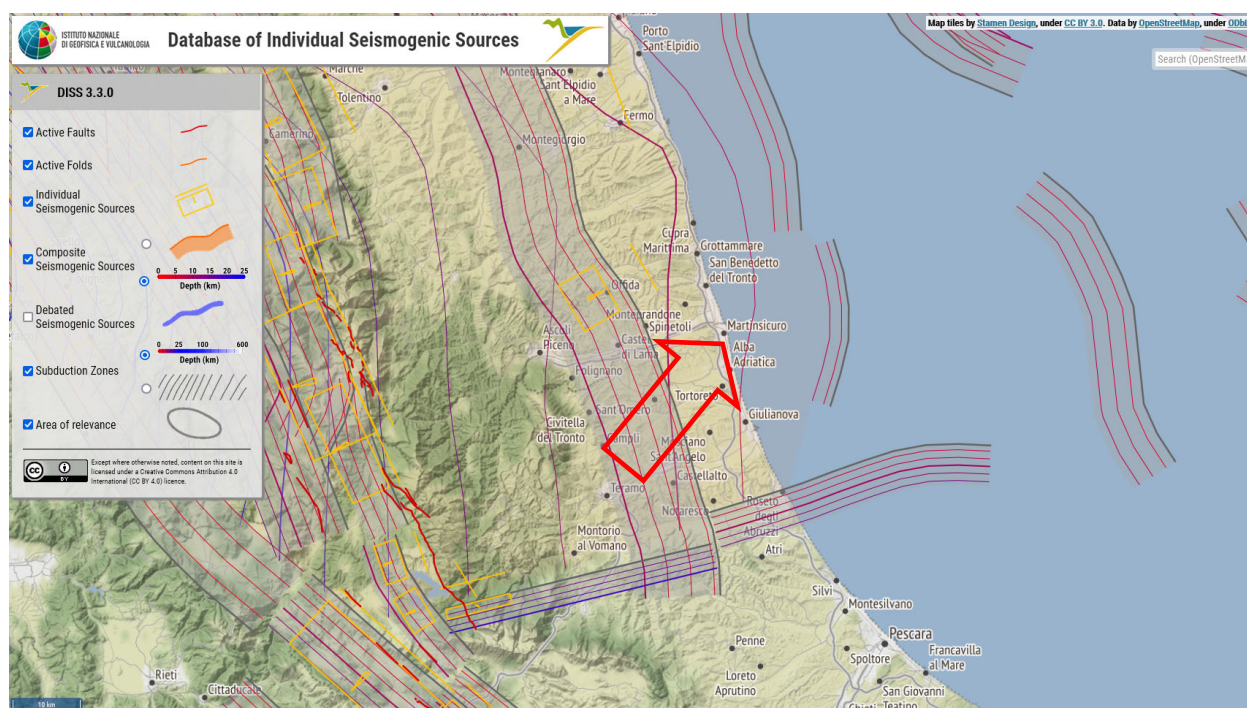 ISTITUTO NAZIONALE
DI GEOFISICA E VULCANOLOGIA
Database of Individual Seismogenic Sources
Map tiles by Stamen Design, under CC BY 3.0. Data by OpenStreetMap, under ODbL
Search (OpenStreetM
DISS 3.3.0
Active Faults
Active Folds
Individual
Seismogenic Sources
Composite
Seismogenic Sources
0 5 10 15 20 25
Depth (km)
Debated
Seismogenic Sources
0 25 100 600
Depth (km)
Subduction Zones
Area of relevance
cc
BY
Except where otherwise noted, content on this site is
licensed under a Creative Commons Attribution 4.0
International (CC BY 4.0) licence.
10 km
Porto
Sant'Elpidio
Marche
Montegranaro
Sant'Elpidio
a Mare
Tolentino
Fermo
Camerino
Montegiorgio
Cupra
Marittima
Grottammare
San Benedetto
del Tronto
Offida
Monteprandone
Spinetoli
Martinsicuro
Ascoli
Piceno
Castel
di Lama
Alba
Adriatica
Folignano
Tortoreto
Sant'Omero
Giulianova
Civitella
del Tronto
Campli
Mosciano
Sant'Angelo
Castellalto
Teramo
Notaresco
Roseto
degli
Abruzzi
Montorio
al Vomano
Atri
Silvi
Montesilvano
Pescara
Penne
Spoltore
Francavilla
al Mare
Loreto
Aprutino
San Giovanni
Teatino
Chieti
Rieti
Cittaducale